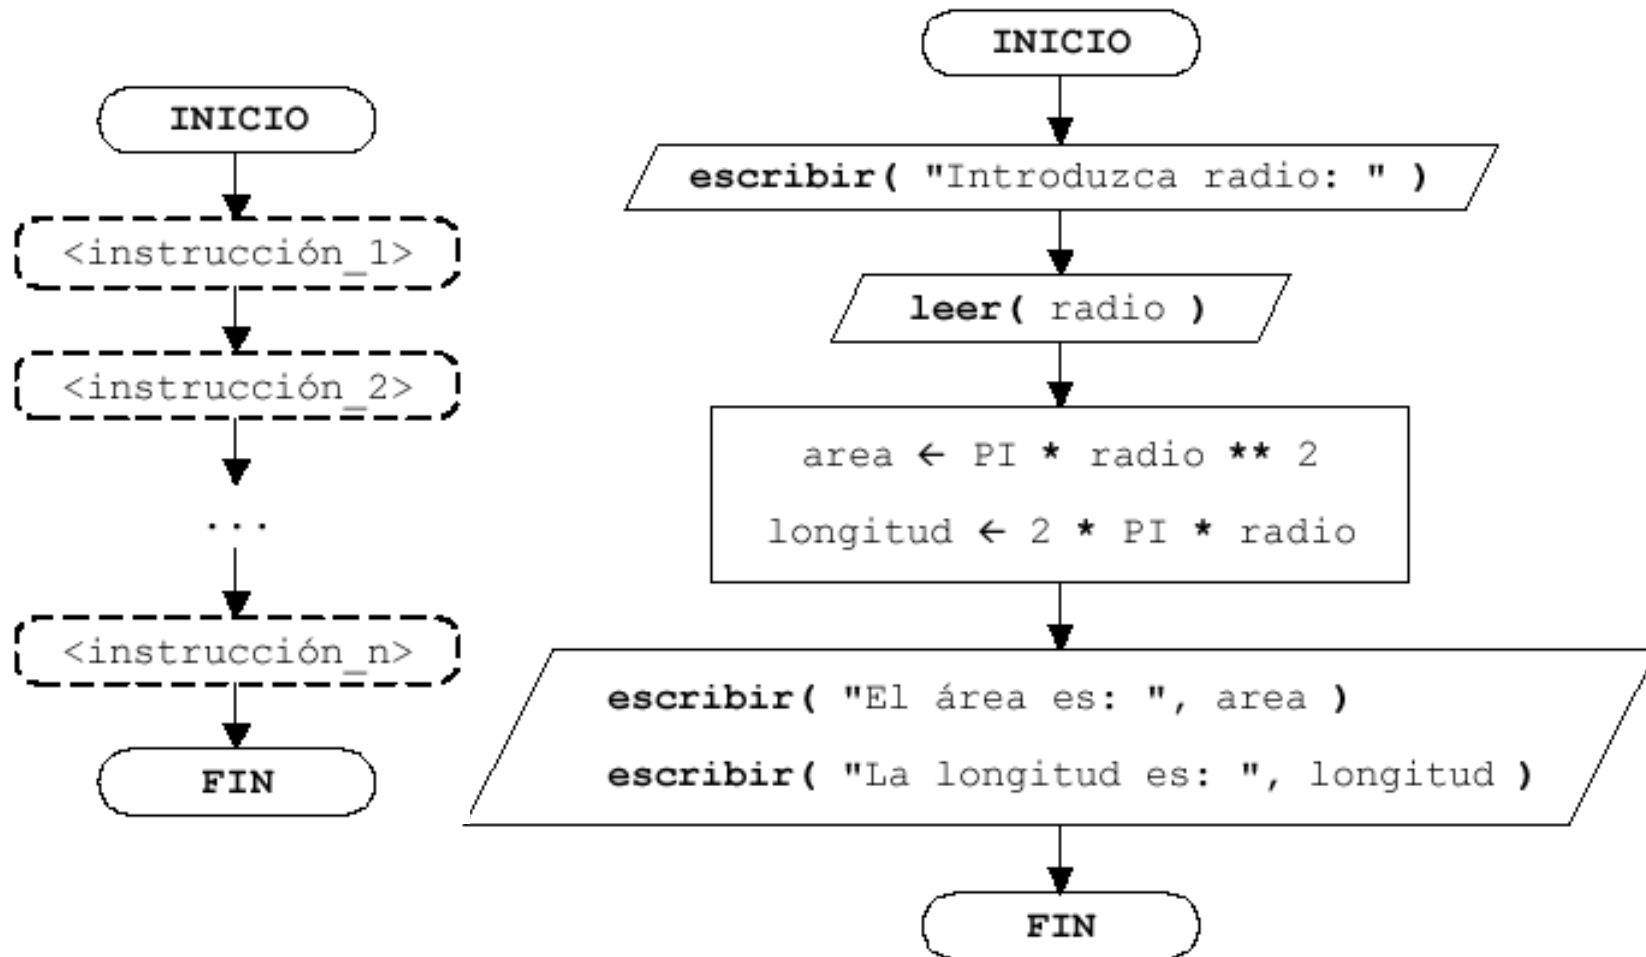 INICIO
<instrucción_1>
<instrucción_2>
...
<instrucción_n>
FIN
INICIO
escribir( "Introduzca radio: " )
leer( radio )
area ← PI * radio ** 2
longitud ← 2 * PI * radio
escribir( "El área es: ", area )
escribir( "La longitud es: ", longitud )
FIN